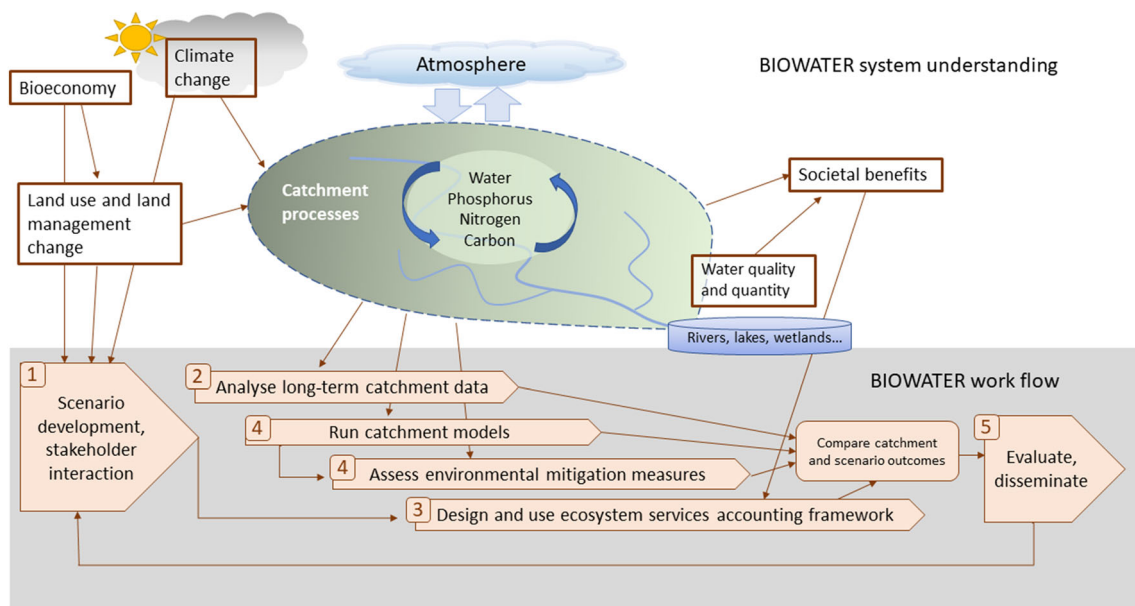 Climate
change
Atmosphere
BIOWATER system understanding
Bioeconomy
Land use and land
management
change
Catchment
processes
Water
Phosphorus
Nitrogen
Carbon
Societal benefits
Water quality
and quantity
Rivers, lakes, wetlands...
BIOWATER work flow
1
Scenario
development,
stakeholder
interaction
2
Analyse long-term catchment data
4
Run catchment models
4
Assess environmental mitigation measures
3
Design and use ecosystem services accounting framework
Compare catchment
and scenario outcomes
5
Evaluate,
disseminate